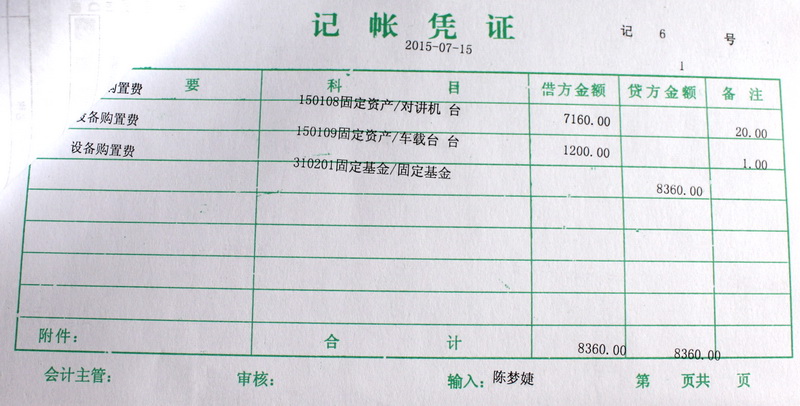 记帐凭证
记 6 号
2015-07-15
1
要 科 目 借方金额 贷方金额 备注
购置费 150108固定资产/对讲机 台 7160.00 20.00
设备购置费 150109固定资产/车载台 台 1200.00 1.00
设备购置费 310201固定基金/固定基金 8360.00
附件: 合 计 8360.00 8360.00
会计主管: 审核: 输入: 陈梦婕 第 页共 页